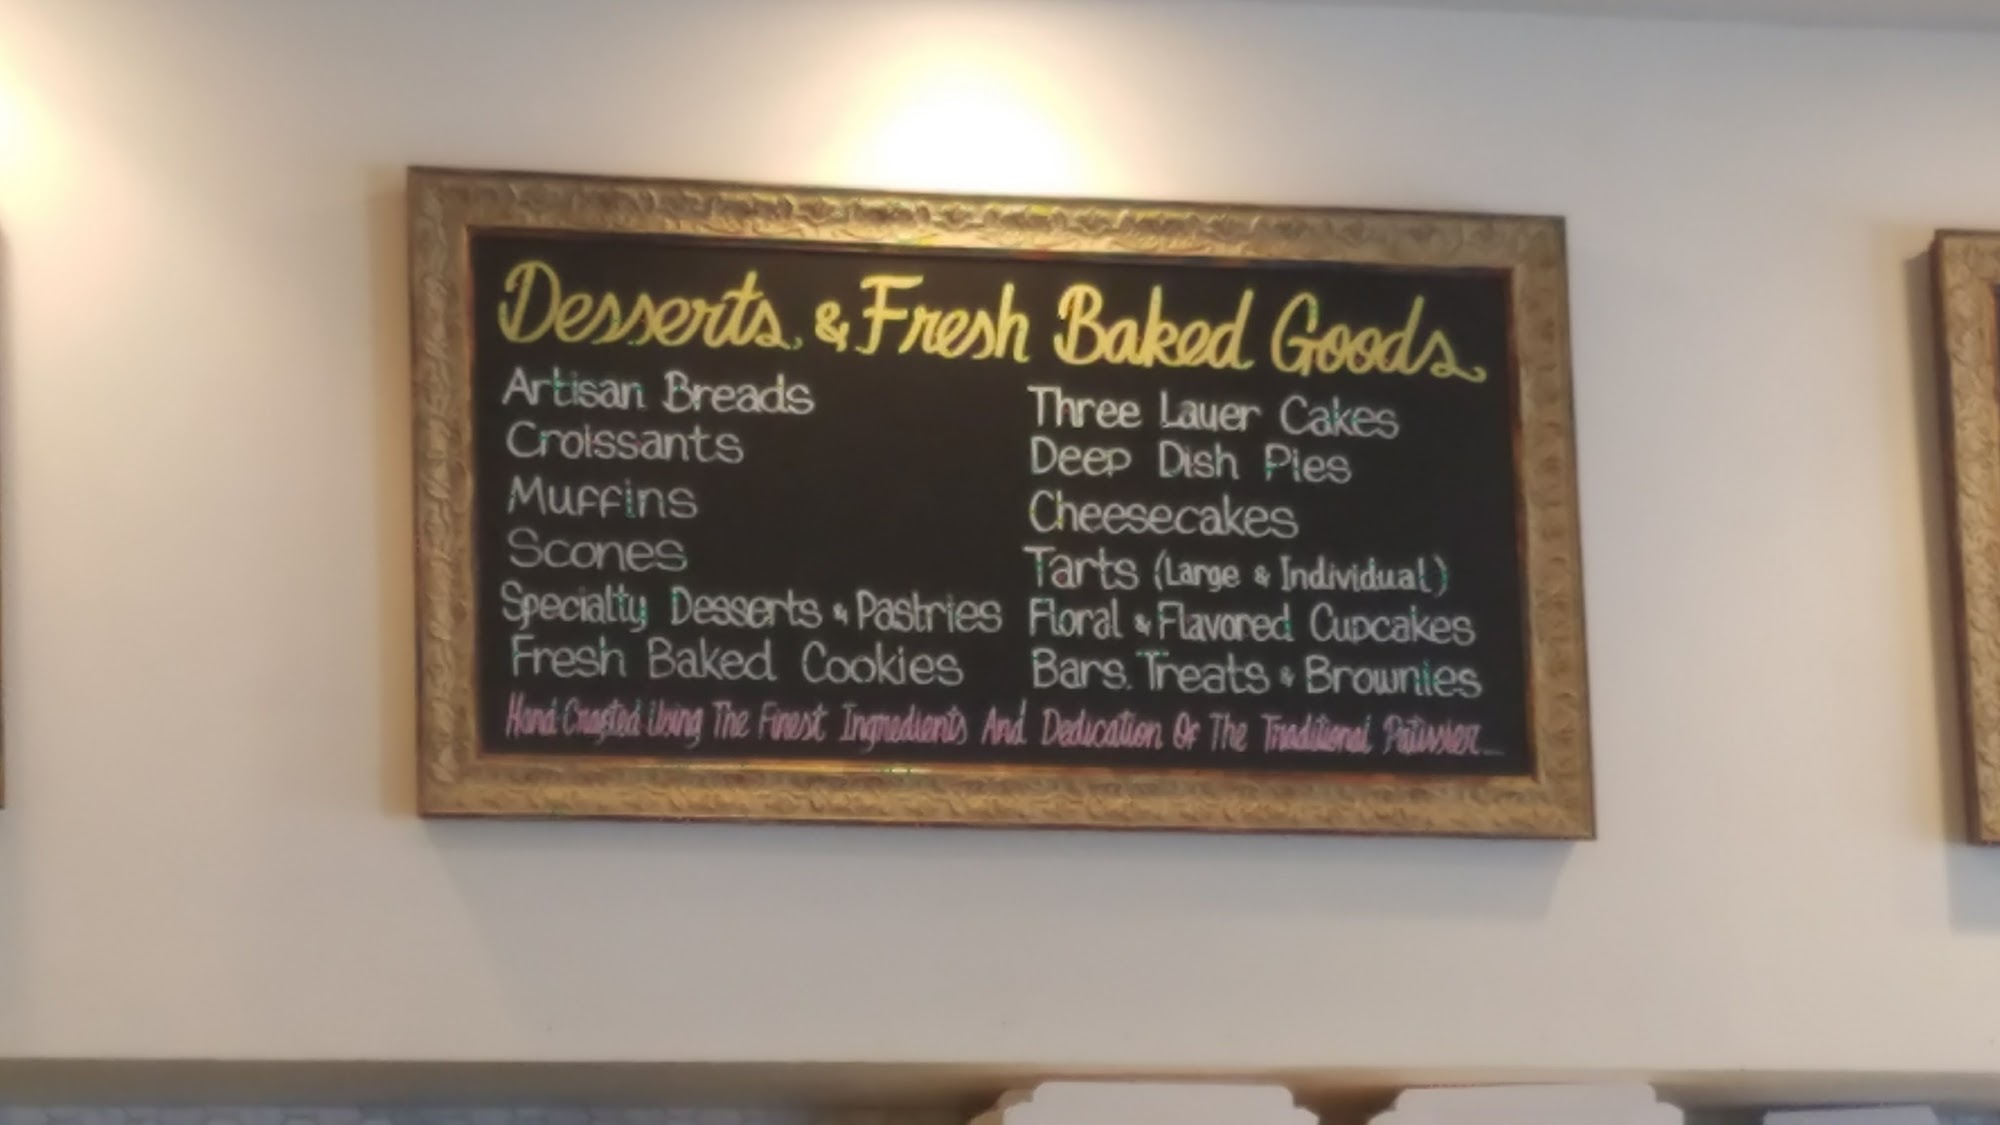 Desserts & Fresh Baked Goods
Artisan Breads
Croissants
Muffins
Scones
Specialty Desserts & Pastries
Fresh Baked Cookies
Three Layer Cakes
Deep Dish Pies
Cheesecakes
Tarts (Large & Individual)
Floral & Flavored Cupcakes
Bars, Treats & Brownies
Hand Crafted Using The Finest Ingredients And Dedication Of The Traditional Patissier...